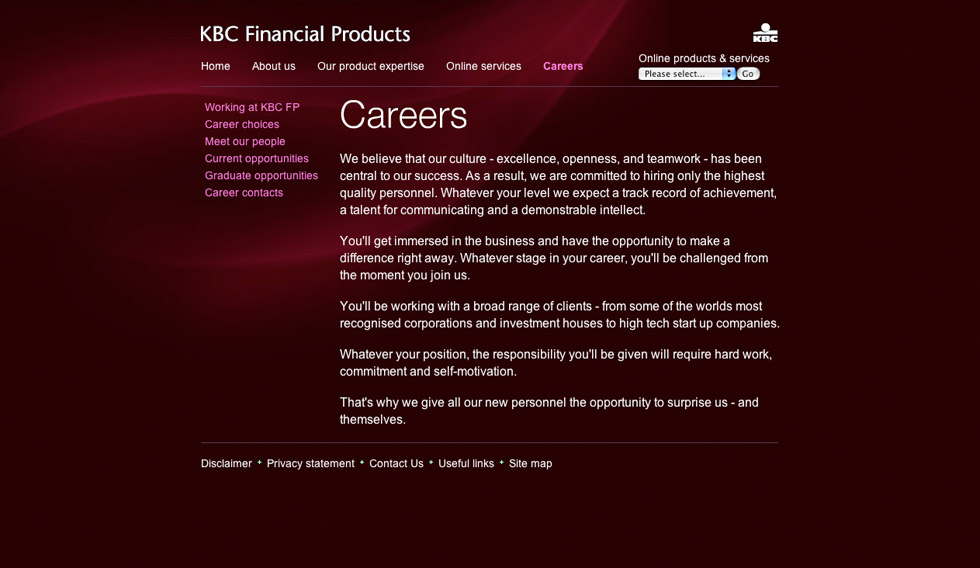 KBC Financial Products
KBC
Online products & services
Home About us Our product expertise Online services Careers
Please select... Go
Working at KBC FP
Career choices
Meet our people
Current opportunities
Graduate opportunities
Career contacts
Careers
We believe that our culture - excellence, openness, and teamwork - has been
central to our success. As a result, we are committed to hiring only the highest
quality personnel. Whatever your level we expect a track record of achievement,
a talent for communicating and a demonstrable intellect.
You'll get immersed in the business and have the opportunity to make a
difference right away. Whatever stage in your career, you'll be challenged from
the moment you join us.
You'll be working with a broad range of clients - from some of the worlds most
recognised corporations and investment houses to high tech start up companies.
Whatever your position, the responsibility you'll be given will require hard work,
commitment and self-motivation.
That's why we give all our new personnel the opportunity to surprise us - and
themselves.
Disclaimer + Privacy statement + Contact Us + Useful links + Site map